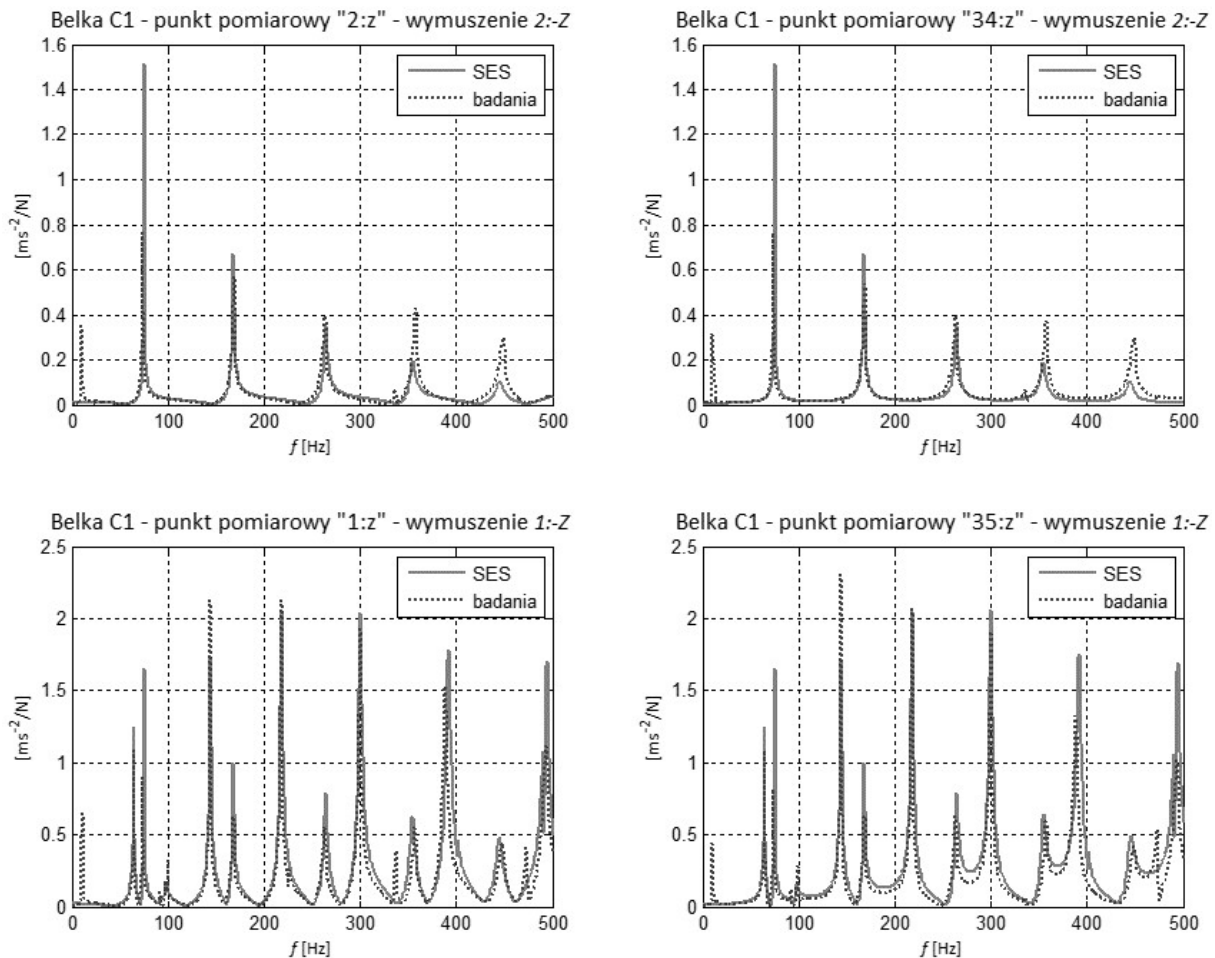 Belka C1 - punkt pomiarowy "2:z" - wymuszenie 2:-Z
1.6
1.4
1.2
1
0.8
0.6
0.4
0.2
0
[ms⁻²/N]
SES
badania
0 100 200 300 400 500
f [Hz]
Belka C1 - punkt pomiarowy "34:z" - wymuszenie 2:-Z
1.6
1.4
1.2
1
0.8
0.6
0.4
0.2
0
[ms⁻²/N]
SES
badania
0 100 200 300 400 500
f [Hz]
Belka C1 - punkt pomiarowy "1:z" - wymuszenie 1:-Z
2.5
2
1.5
1
0.5
0
[ms⁻²/N]
SES
badania
0 100 200 300 400 500
f [Hz]
Belka C1 - punkt pomiarowy "35:z" - wymuszenie 1:-Z
2.5
2
1.5
1
0.5
0
[ms⁻²/N]
SES
badania
0 100 200 300 400 500
f [Hz]